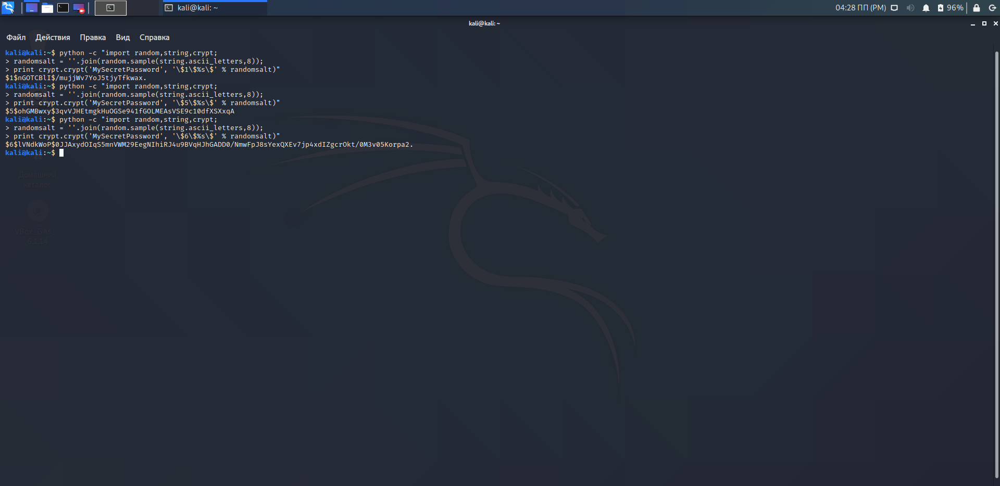 kali@kali: ~
04:28 ПП (PM)
96%
kali@kali: ~
Файл Действия Правка Вид Справка
kali@kali:~$ python -c "import random,string,crypt;
> randomsalt = ''.join(random.sample(string.ascii_letters,8));
> print crypt.crypt('MySecretPassword', '\$1\$%s\$' % randomsalt)"
$1$nGOTCBlI$/mujjWv7YoJ5tjyTfkwax.
kali@kali:~$ python -c "import random,string,crypt;
> randomsalt = ''.join(random.sample(string.ascii_letters,8));
> print crypt.crypt('MySecretPassword', '\$5\$%s\$' % randomsalt)"
$5$ohGMBwxy$3qvVJHEtmgkHuOGSe941fGOLMEAsVSE9c10dfXSXxqA
kali@kali:~$ python -c "import random,string,crypt;
> randomsalt = ''.join(random.sample(string.ascii_letters,8));
> print crypt.crypt('MySecretPassword', '\$6\$%s\$' % randomsalt)"
$6$lVNdkWoP$0JJAxydOIqS5mnVWM29EegNIhiRJ4u9BVqHJhGADD0/NmwFpJ8sYexQXEv7jp4xdIZgcrOkt/0M3v05Korpa2.
kali@kali:~$
Домашний
каталог
VBox_GAs_
6.1.14